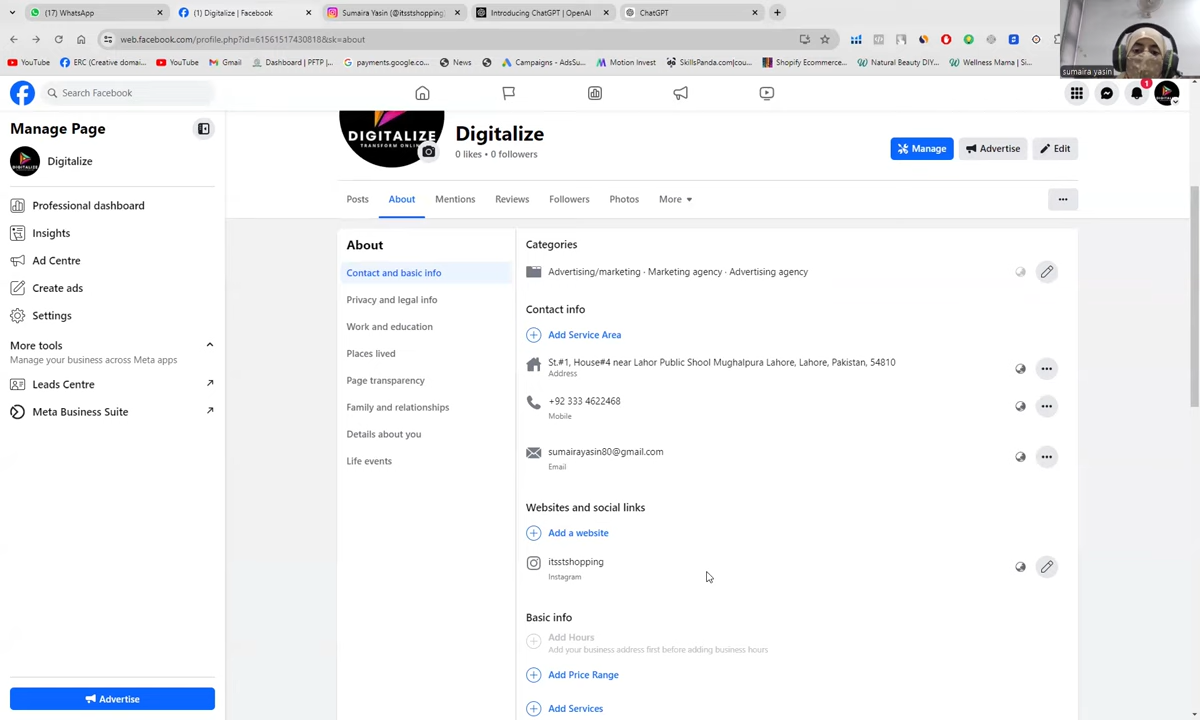 (17) WhatsApp
(1) Digitalize | Facebook
Sumaira Yasin (@itsstshopping)
Introducing ChatGPT | OpenAI
ChatGPT
web.facebook.com/profile.php?id=61561517430818&sk=about
YouTube
ERC (Creative domai...
YouTube
Gmail
Dashboard | PFTP |...
payments.google.co...
News
Campaigns - AdsSu...
Motion Invest
SkillsPanda.com|cou...
Shopify Ecommerce...
Natural Beauty DIY...
Wellness Mama | Si...
sumaira yasin
Search Facebook
1
Manage Page
Digitalize
Professional dashboard
Insights
Ad Centre
Create ads
Settings
More tools
Manage your business across Meta apps
Leads Centre
Meta Business Suite
Advertise
DIGITALIZE
TRANSFORM ONLINE
Digitalize
0 likes • 0 followers
Manage
Advertise
Edit
Posts
About
Mentions
Reviews
Followers
Photos
More
About
Contact and basic info
Privacy and legal info
Work and education
Places lived
Page transparency
Family and relationships
Details about you
Life events
Categories
Advertising/marketing · Marketing agency · Advertising agency
Contact info
Add Service Area
St.#1, House#4 near Lahor Public Shool Mughalpura Lahore, Lahore, Pakistan, 54810
Address
+92 333 4622468
Mobile
sumairayasin80@gmail.com
Email
Websites and social links
Add a website
itsstshopping
Instagram
Basic info
Add Hours
Add your business address first before adding business hours
Add Price Range
Add Services